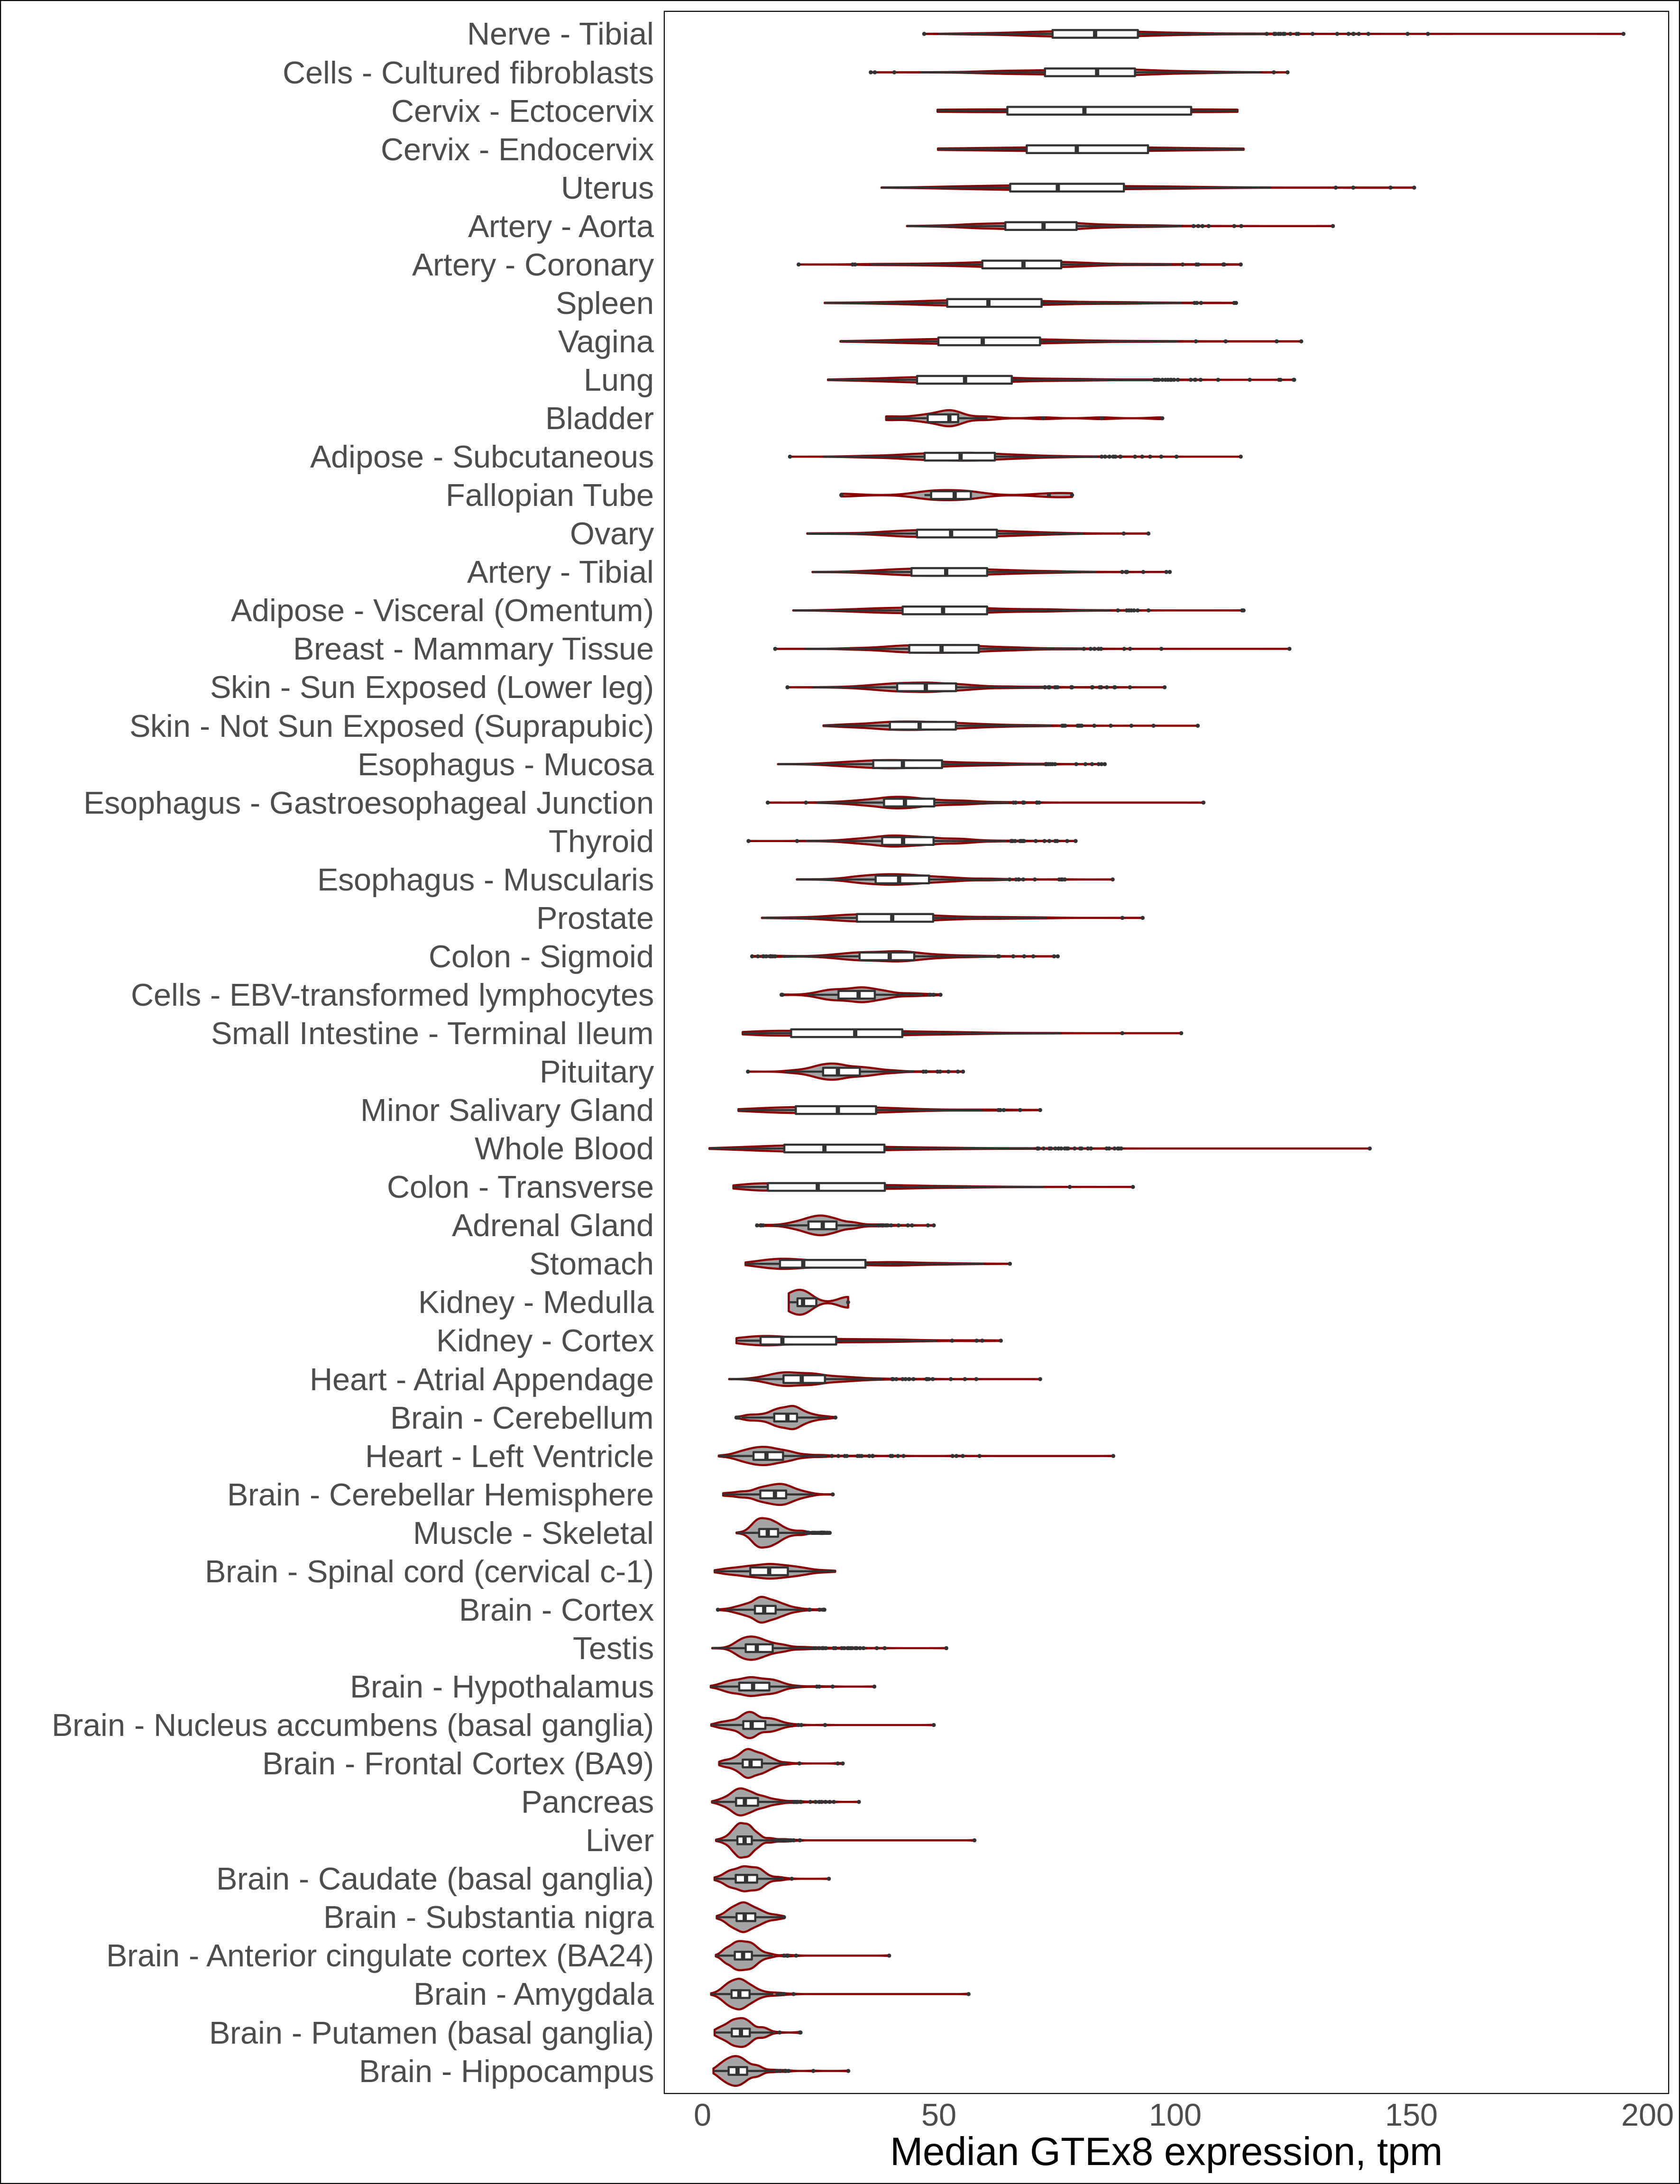 Nerve - Tibial
Cells - Cultured fibroblasts
Cervix - Ectocervix
Cervix - Endocervix
Uterus
Artery - Aorta
Artery - Coronary
Spleen
Vagina
Lung
Bladder
Adipose - Subcutaneous
Fallopian Tube
Ovary
Artery - Tibial
Adipose - Visceral (Omentum)
Breast - Mammary Tissue
Skin - Sun Exposed (Lower leg)
Skin - Not Sun Exposed (Suprapubic)
Esophagus - Mucosa
Esophagus - Gastroesophageal Junction
Thyroid
Esophagus - Muscularis
Prostate
Colon - Sigmoid
Cells - EBV-transformed lymphocytes
Small Intestine - Terminal Ileum
Pituitary
Minor Salivary Gland
Whole Blood
Colon - Transverse
Adrenal Gland
Stomach
Kidney - Medulla
Kidney - Cortex
Heart - Atrial Appendage
Brain - Cerebellum
Heart - Left Ventricle
Brain - Cerebellar Hemisphere
Muscle - Skeletal
Brain - Spinal cord (cervical c-1)
Brain - Cortex
Testis
Brain - Hypothalamus
Brain - Nucleus accumbens (basal ganglia)
Brain - Frontal Cortex (BA9)
Pancreas
Liver
Brain - Caudate (basal ganglia)
Brain - Substantia nigra
Brain - Anterior cingulate cortex (BA24)
Brain - Amygdala
Brain - Putamen (basal ganglia)
Brain - Hippocampus
0 50 100 150 200
Median GTEx8 expression, tpm